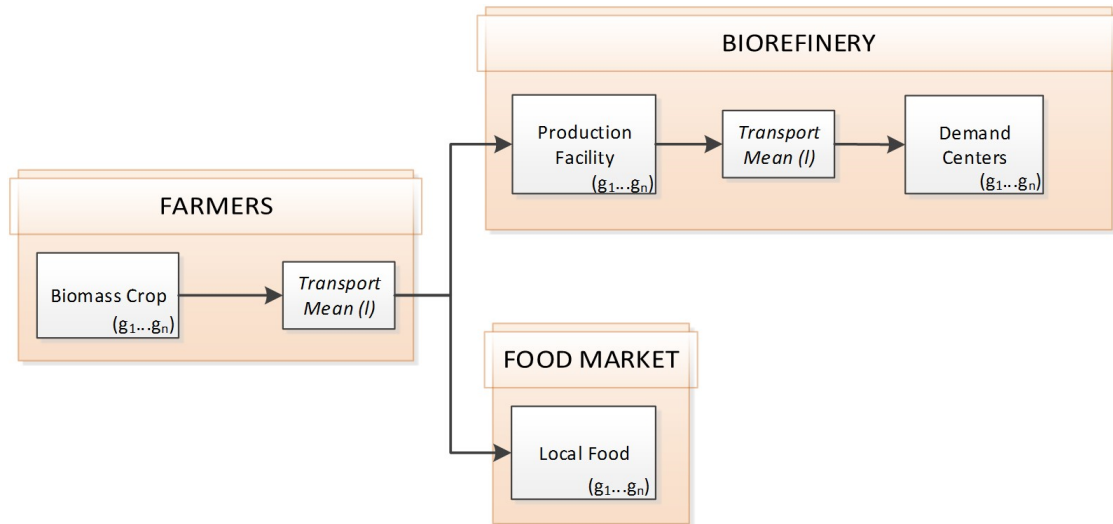 BIOREFINERY
Production
Facility
(g₁...gₙ)
Transport
Mean (l)
Demand
Centers
(g₁...gₙ)
FARMERS
Biomass Crop
(g₁...gₙ)
Transport
Mean (l)
FOOD MARKET
Local Food
(g₁...gₙ)